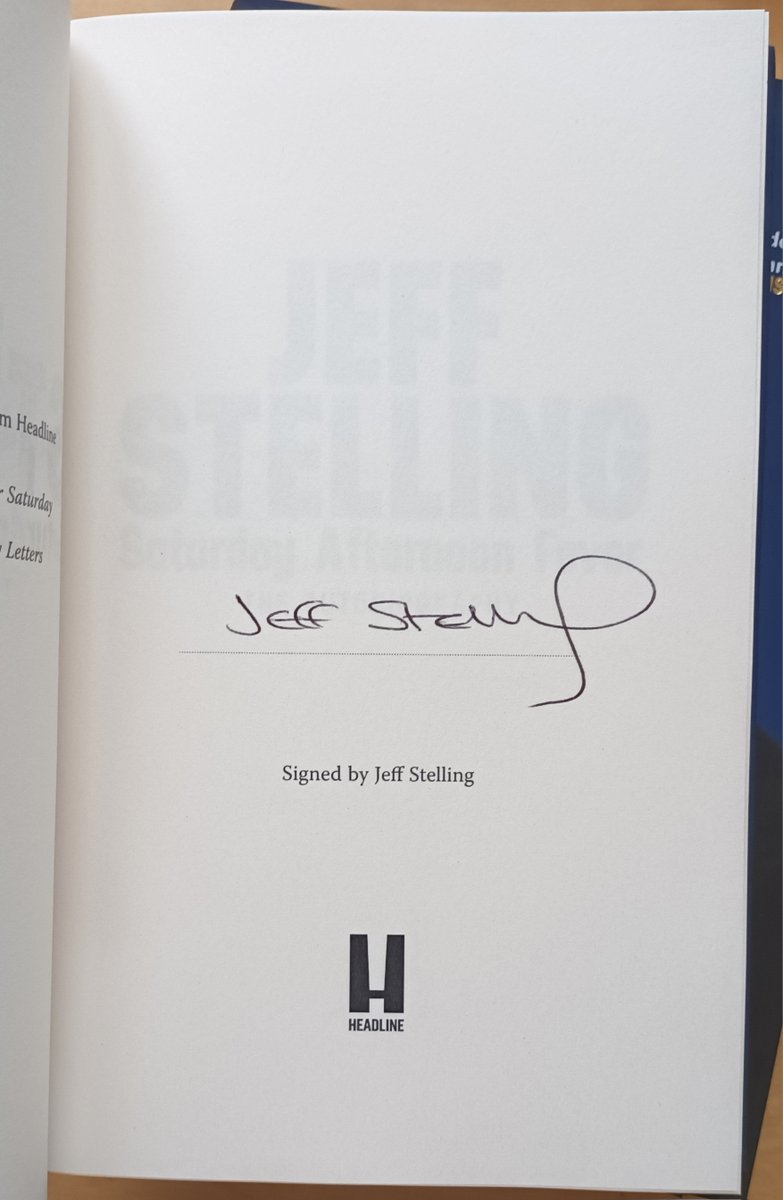 m Headline
r Saturday
y Letters
JEFF
STELLING
Saturday Afternoon Fever
Jeff Stelling
Signed by Jeff Stelling
HEADLINE